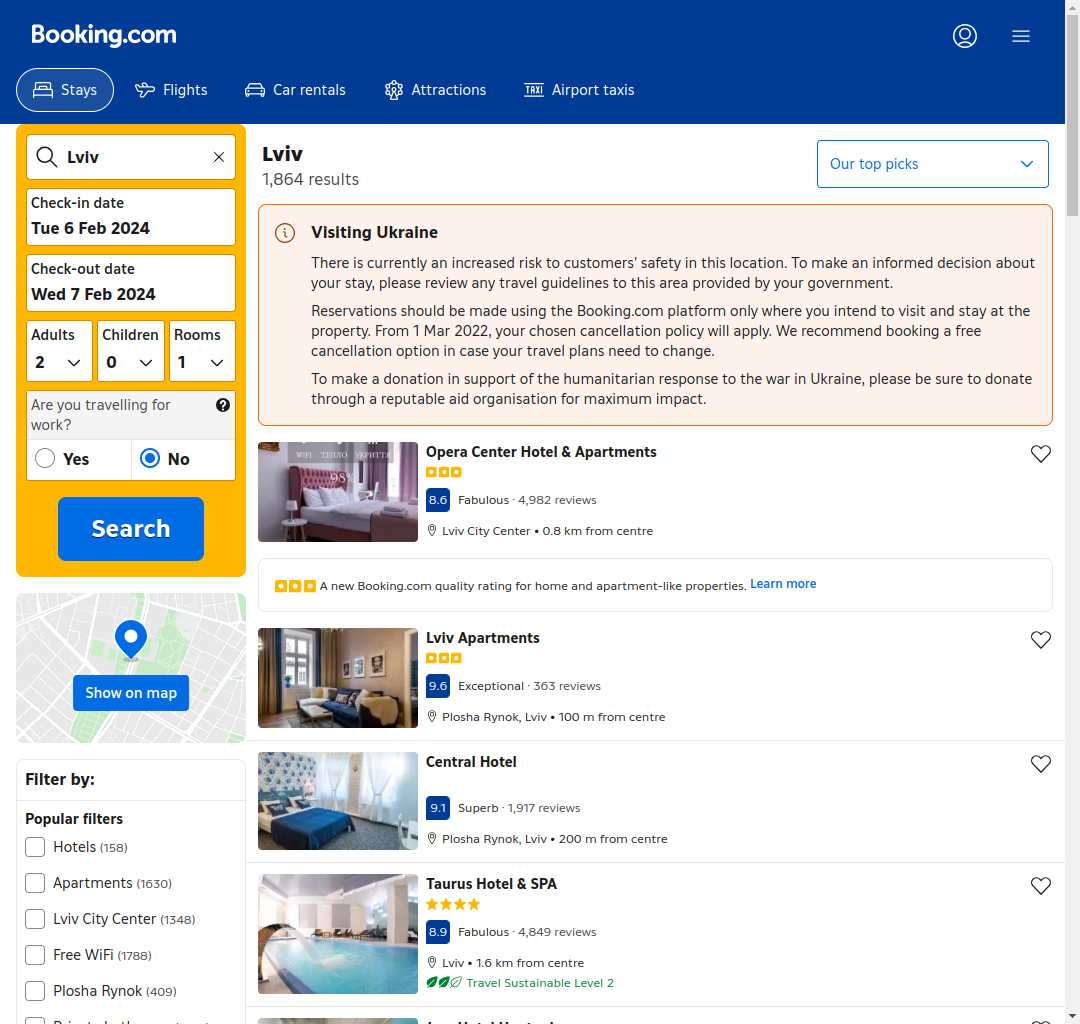 Booking.com
Stays
Flights
Car rentals
Attractions
TAXI Airport taxis
Lviv
Check-in date
Tue 6 Feb 2024
Check-out date
Wed 7 Feb 2024
Adults Children Rooms
2 0 1
Are you travelling for
work?
Yes No
Search
Show on map
Filter by:
Popular filters
Hotels (158)
Apartments (1630)
Lviv City Center (1348)
Free WiFi (1788)
Plosha Rynok (409)
Lviv
1,864 results
Our top picks
Visiting Ukraine
There is currently an increased risk to customers’ safety in this location. To make an informed decision about
your stay, please review any travel guidelines to this area provided by your government.
Reservations should be made using the Booking.com platform only where you intend to visit and stay at the
property. From 1 Mar 2022, your chosen cancellation policy will apply. We recommend booking a free
cancellation option in case your travel plans need to change.
To make a donation in support of the humanitarian response to the war in Ukraine, please be sure to donate
through a reputable aid organisation for maximum impact.
WIFI ТЕПЛО УКРИТТЯ
98%
Opera Center Hotel & Apartments
8.6 Fabulous · 4,982 reviews
Lviv City Center • 0.8 km from centre
A new Booking.com quality rating for home and apartment-like properties. Learn more
Lviv Apartments
9.6 Exceptional · 363 reviews
Plosha Rynok, Lviv • 100 m from centre
Central Hotel
9.1 Superb · 1,917 reviews
Plosha Rynok, Lviv • 200 m from centre
Taurus Hotel & SPA
8.9 Fabulous · 4,849 reviews
Lviv • 1.6 km from centre
Travel Sustainable Level 2